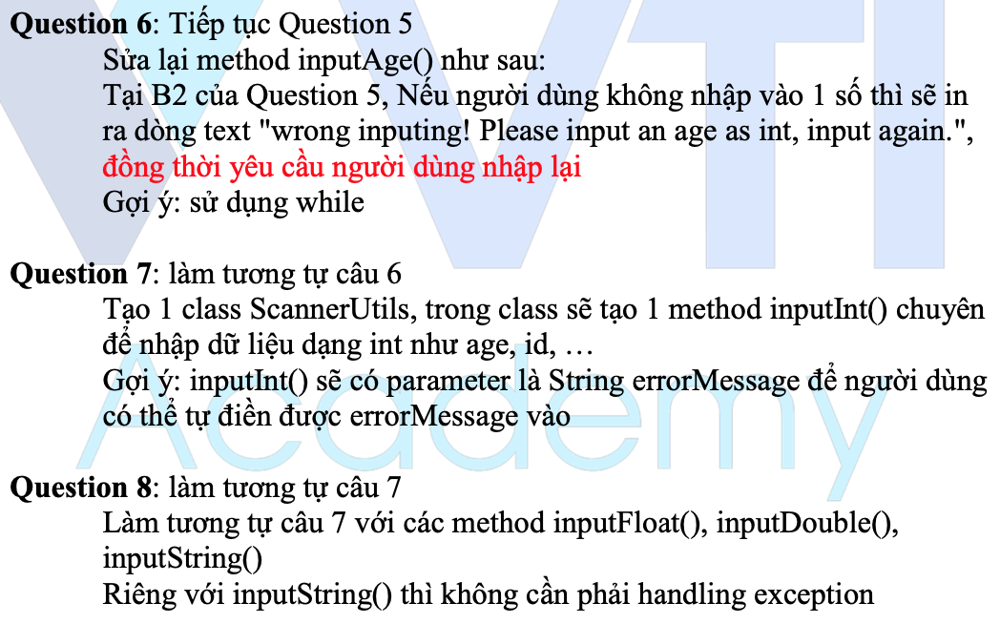 Question 6: Tiếp tục Question 5
Sửa lại method inputAge() như sau:
Tại B2 của Question 5, Nếu người dùng không nhập vào 1 số thì sẽ in
ra dòng text "wrong inputing! Please input an age as int, input again.",
đồng thời yêu cầu người dùng nhập lại
Gợi ý: sử dụng while
Question 7: làm tương tự câu 6
Tạo 1 class ScannerUtils, trong class sẽ tạo 1 method inputInt() chuyên
để nhập dữ liệu dạng int như age, id, …
Gợi ý: inputInt() sẽ có parameter là String errorMessage để người dùng
có thể tự điền được errorMessage vào
Question 8: làm tương tự câu 7
Làm tương tự câu 7 với các method inputFloat(), inputDouble(),
inputString()
Riêng với inputString() thì không cần phải handling exception
VTI
Academy